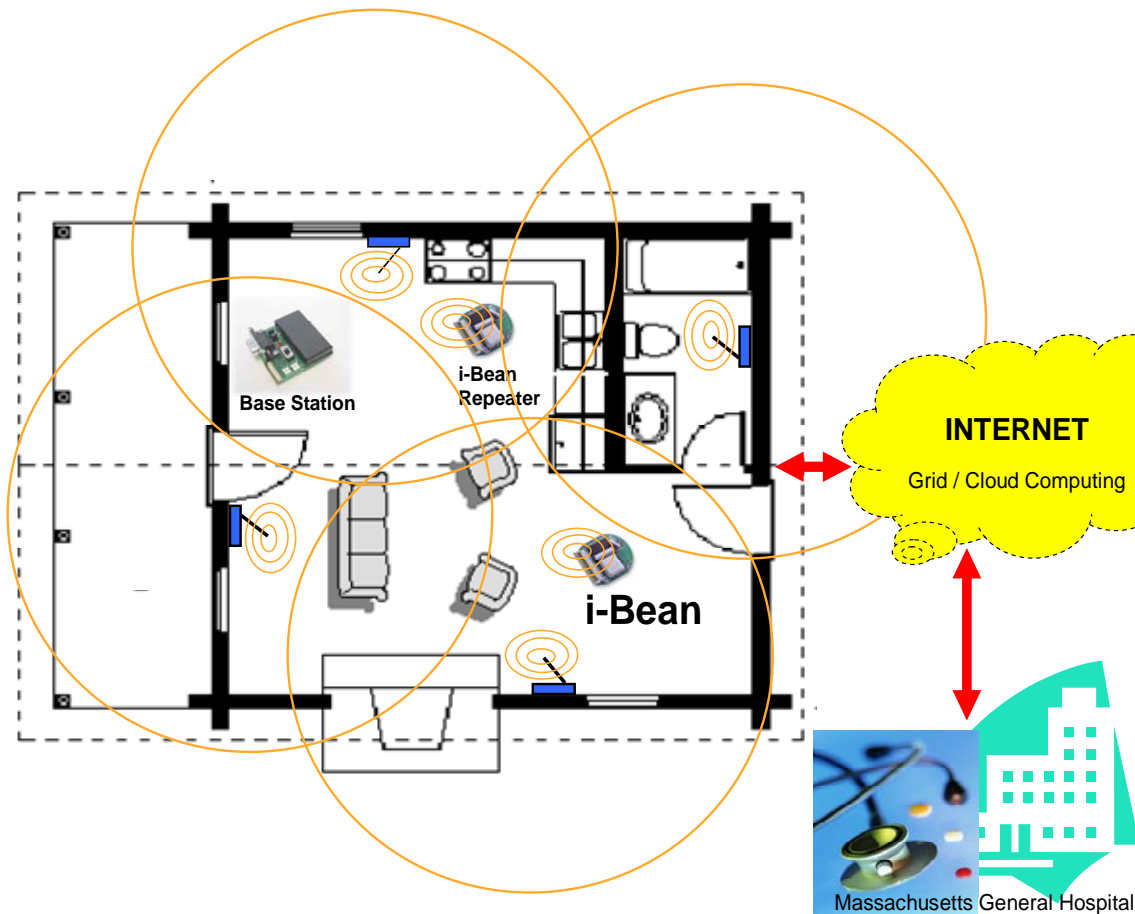 Base Station
i-Bean
Repeater
INTERNET
Grid / Cloud Computing
i-Bean
Massachusetts General Hospital